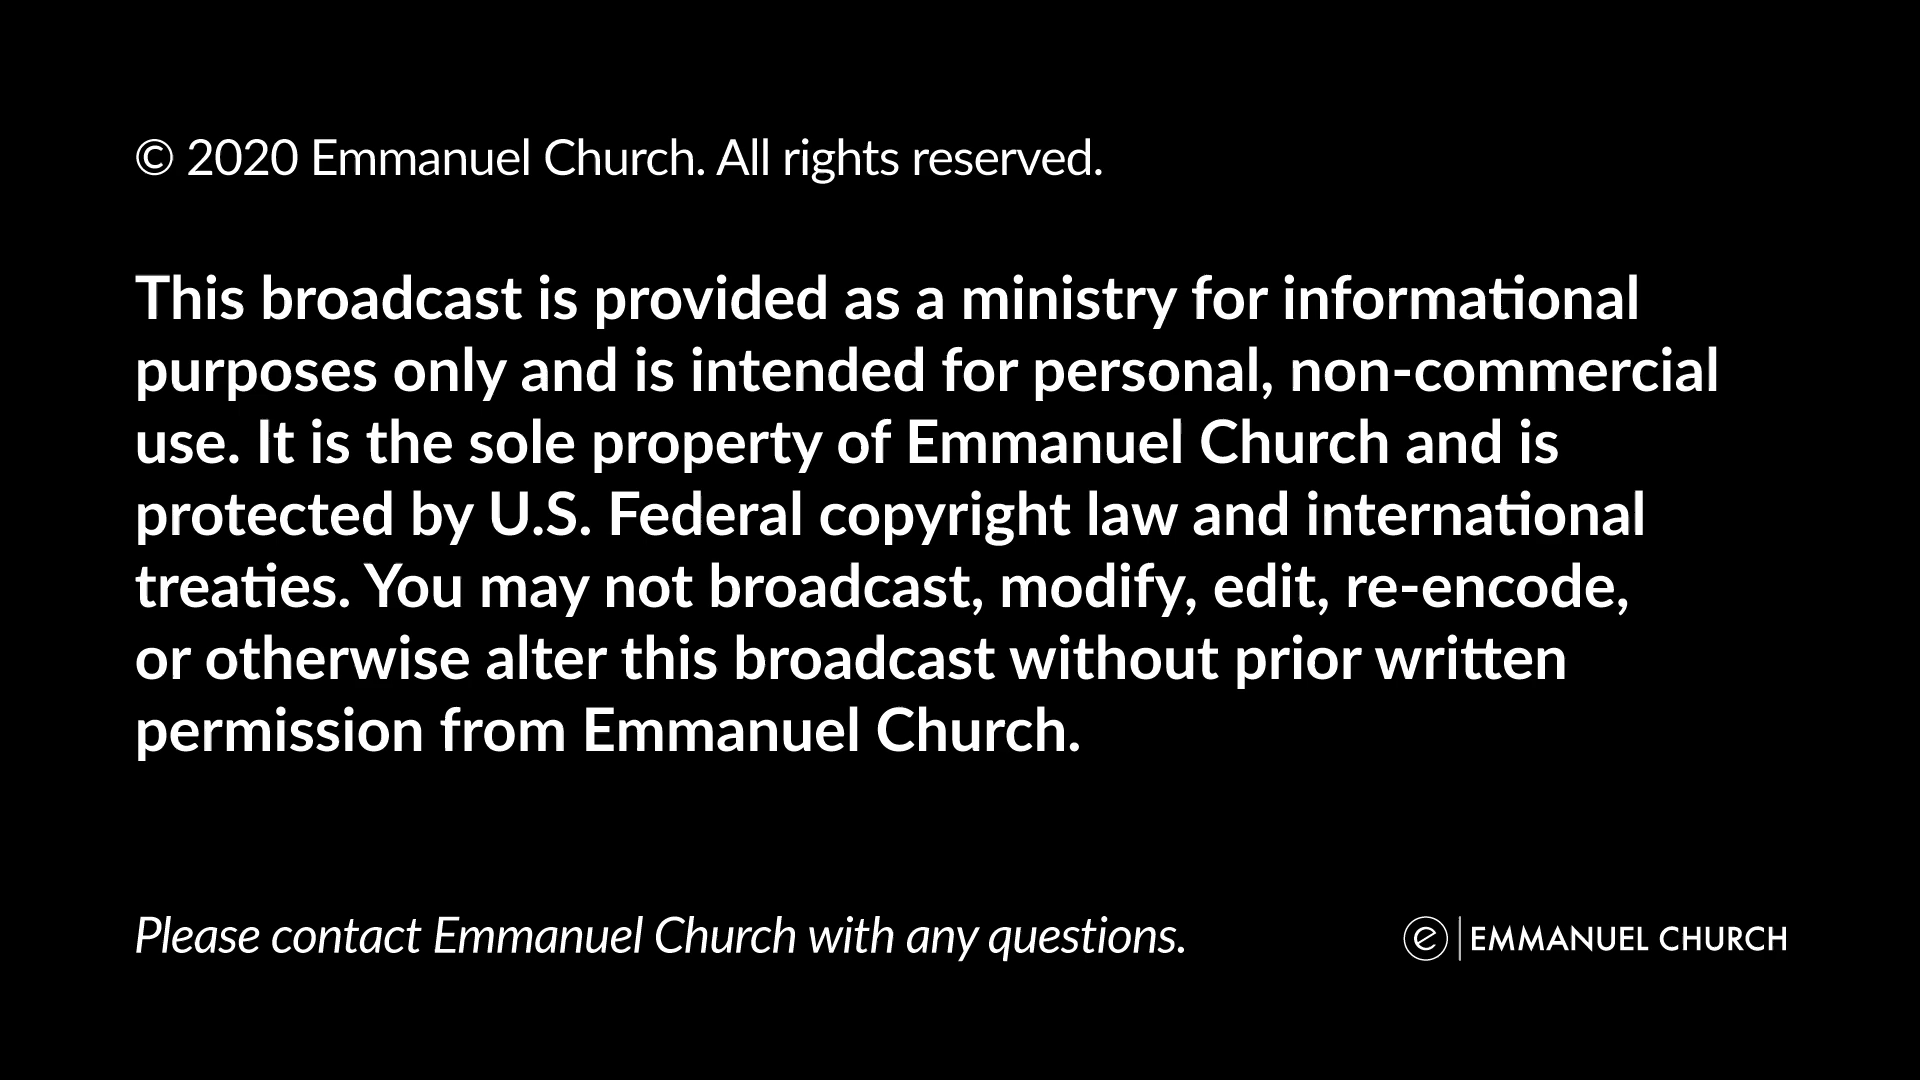 © 2020 Emmanuel Church. All rights reserved.
This broadcast is provided as a ministry for informational
purposes only and is intended for personal, non-commercial
use. It is the sole property of Emmanuel Church and is
protected by U.S. Federal copyright law and international
treaties. You may not broadcast, modify, edit, re-encode,
or otherwise alter this broadcast without prior written
permission from Emmanuel Church.
Please contact Emmanuel Church with any questions.
e | EMMANUEL CHURCH